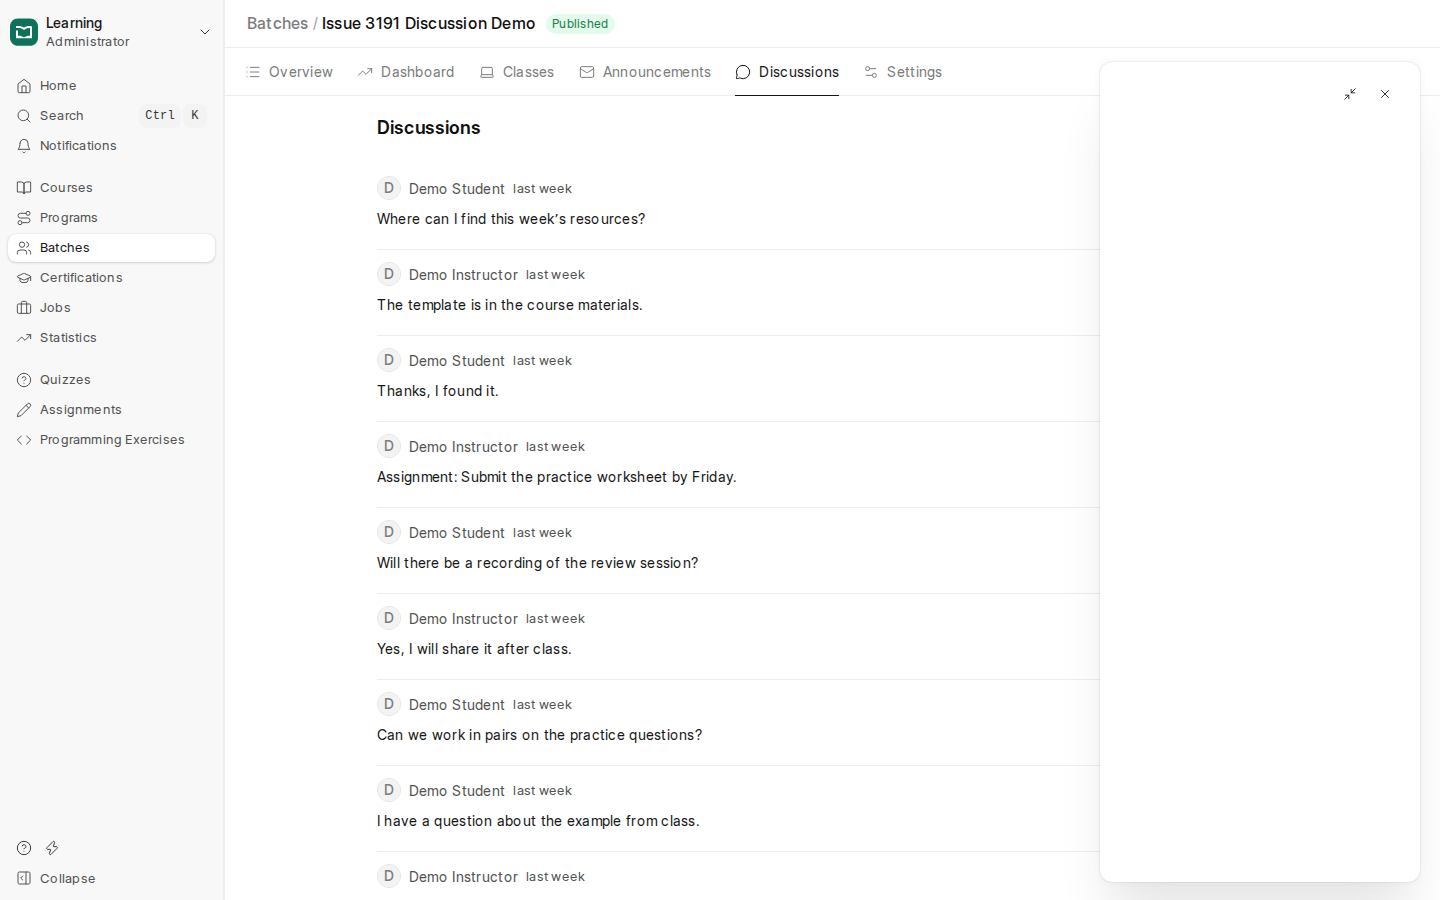 Learning
Administrator
Home
Search Ctrl K
Notifications
Courses
Programs
Batches
Certifications
Jobs
Statistics
Quizzes
Assignments
Programming Exercises
Collapse
Batches / Issue 3191 Discussion Demo Published
Overview Dashboard Classes Announcements Discussions Settings
Discussions
D Demo Student last week
Where can I find this week's resources?
D Demo Instructor last week
The template is in the course materials.
D Demo Student last week
Thanks, I found it.
D Demo Instructor last week
Assignment: Submit the practice worksheet by Friday.
D Demo Student last week
Will there be a recording of the review session?
D Demo Instructor last week
Yes, I will share it after class.
D Demo Student last week
Can we work in pairs on the practice questions?
D Demo Student last week
I have a question about the example from class.
D Demo Instructor last week